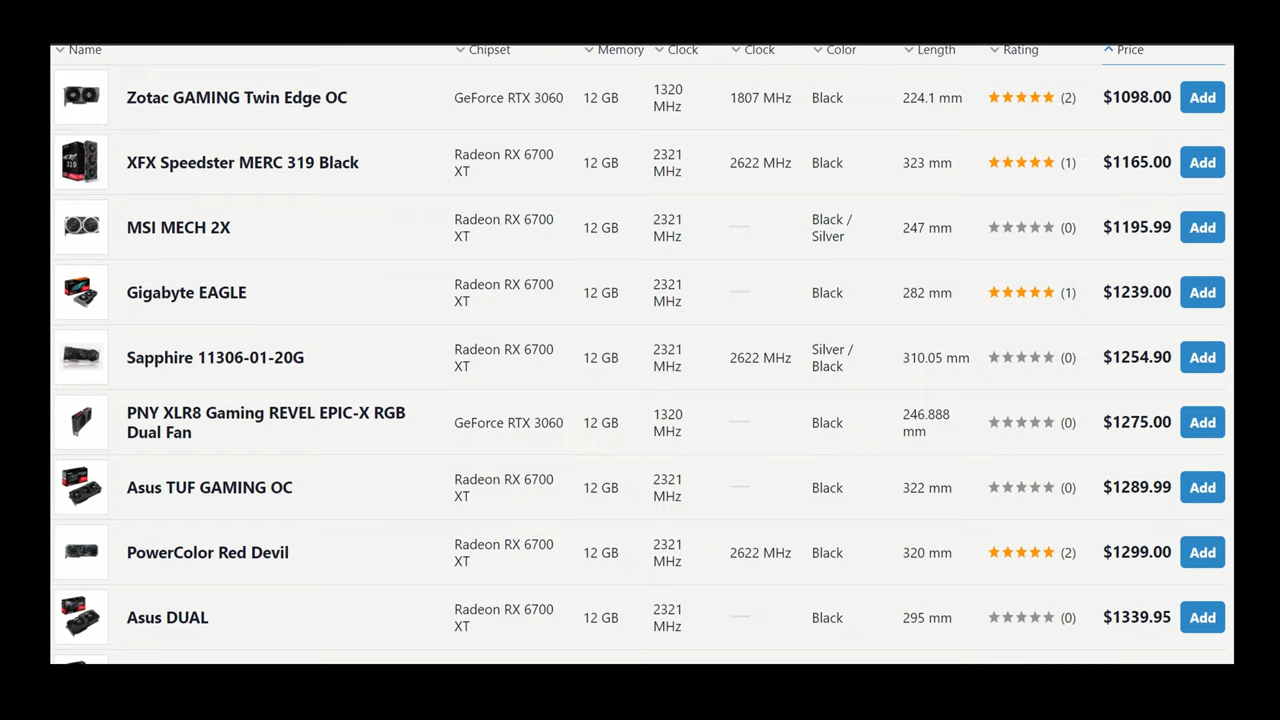 Name Chipset Memory Clock Clock Color Length Rating Price
Zotac GAMING Twin Edge OC GeForce RTX 3060 12 GB 1320 MHz 1807 MHz Black 224.1 mm (2) $1098.00 Add
XFX Speedster MERC 319 Black Radeon RX 6700 XT 12 GB 2321 MHz 2622 MHz Black 323 mm (1) $1165.00 Add
MSI MECH 2X Radeon RX 6700 XT 12 GB 2321 MHz — Black / Silver 247 mm (0) $1195.99 Add
Gigabyte EAGLE Radeon RX 6700 XT 12 GB 2321 MHz — Black 282 mm (1) $1239.00 Add
Sapphire 11306-01-20G Radeon RX 6700 XT 12 GB 2321 MHz 2622 MHz Silver / Black 310.05 mm (0) $1254.90 Add
PNY XLR8 Gaming REVEL EPIC-X RGB Dual Fan GeForce RTX 3060 12 GB 1320 MHz — Black 246.888 mm (0) $1275.00 Add
Asus TUF GAMING OC Radeon RX 6700 XT 12 GB 2321 MHz — Black 322 mm (0) $1289.99 Add
PowerColor Red Devil Radeon RX 6700 XT 12 GB 2321 MHz 2622 MHz Black 320 mm (2) $1299.00 Add
Asus DUAL Radeon RX 6700 XT 12 GB 2321 MHz — Black 295 mm (0) $1339.95 Add